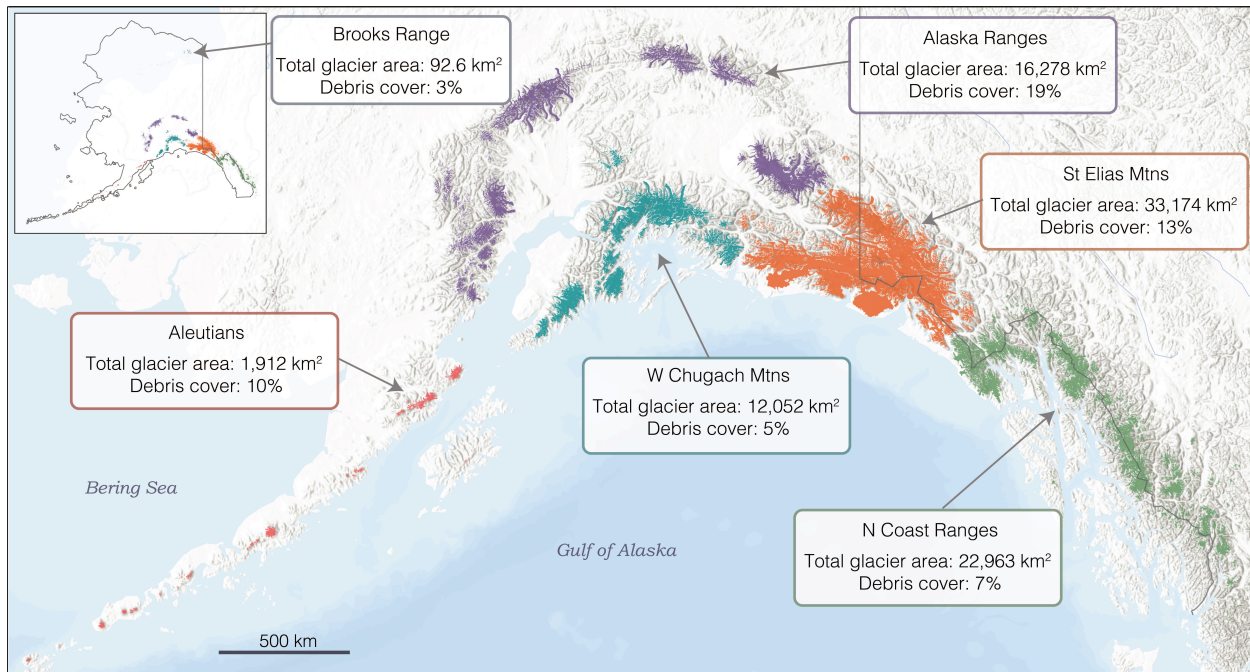 Brooks Range
Total glacier area: 92.6 km²
Debris cover: 3%
Alaska Ranges
Total glacier area: 16,278 km²
Debris cover: 19%
St Elias Mtns
Total glacier area: 33,174 km²
Debris cover: 13%
Aleutians
Total glacier area: 1,912 km²
Debris cover: 10%
W Chugach Mtns
Total glacier area: 12,052 km²
Debris cover: 5%
Bering Sea
Gulf of Alaska
N Coast Ranges
Total glacier area: 22,963 km²
Debris cover: 7%
500 km